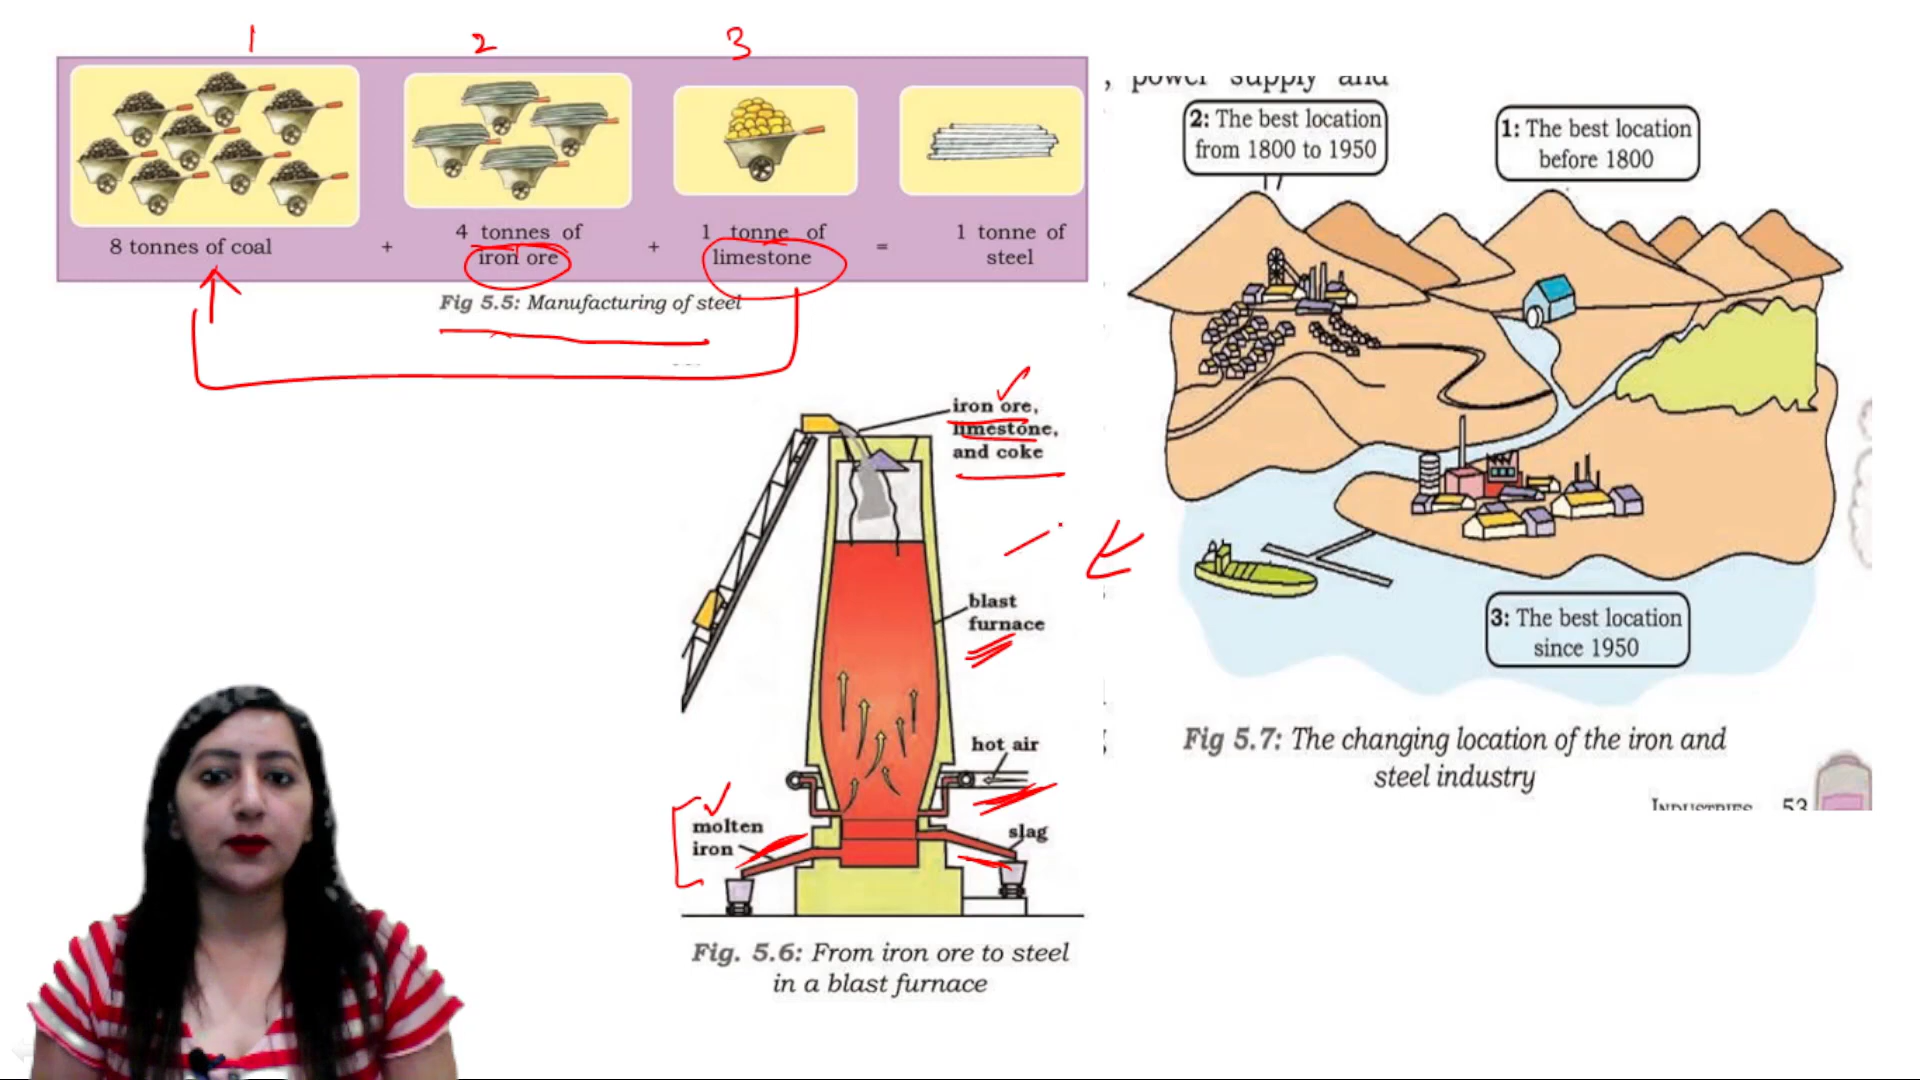 1
2
3
8 tonnes of coal
+
4 tonnes of
iron ore
+
1 tonne of
limestone
=
1 tonne of
steel
Fig 5.5: Manufacturing of steel
iron ore,
limestone,
and coke
blast
furnace
hot air
molten
iron
slag
Fig. 5.6: From iron ore to steel
in a blast furnace
, power supply and
2: The best location
from 1800 to 1950
1: The best location
before 1800
3: The best location
since 1950
Fig 5.7: The changing location of the iron and
steel industry
INDUSTRIES 53